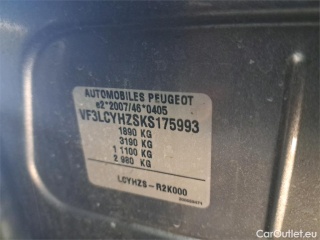 AUTOMOBILES PEUGEOT
e2*2007/46*0405
VF3LCYHZSKS175993
1890 KG
3190 KG
1 1100 KG
2 980 KG
LCYHZS-R2K000
CarOutlet.eu